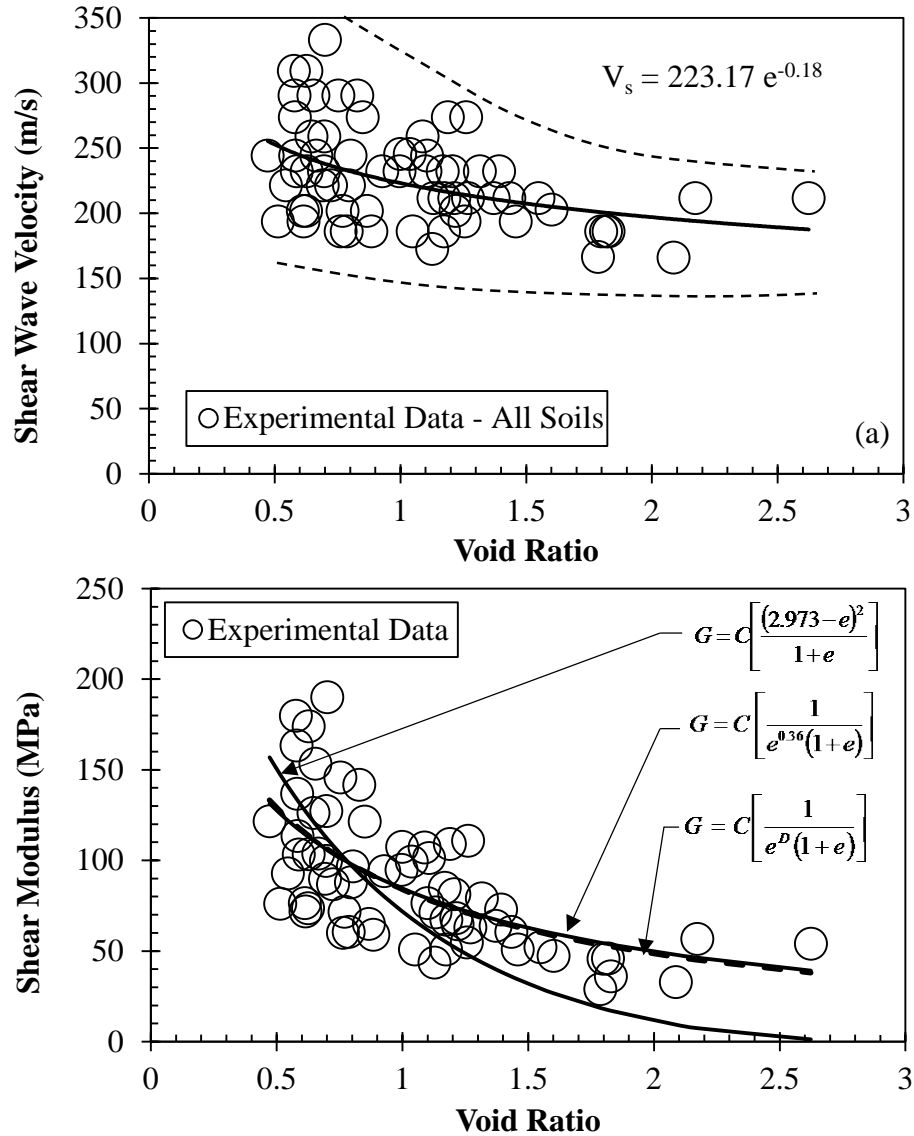 350
300
250
200
150
100
50
0
Shear Wave Velocity (m/s)
V_s = 223.17 e^-0.18
Experimental Data - All Soils
(a)
0 0.5 1 1.5 2 2.5 3
Void Ratio
250
200
150
100
50
0
Shear Modulus (MPa)
Experimental Data
G = C[(2.973 − e)^2 / 1 + e]
G = C[1 / e^0.36 (1 + e)]
G = C[1 / e^D (1 + e)]
0 0.5 1 1.5 2 2.5 3
Void Ratio